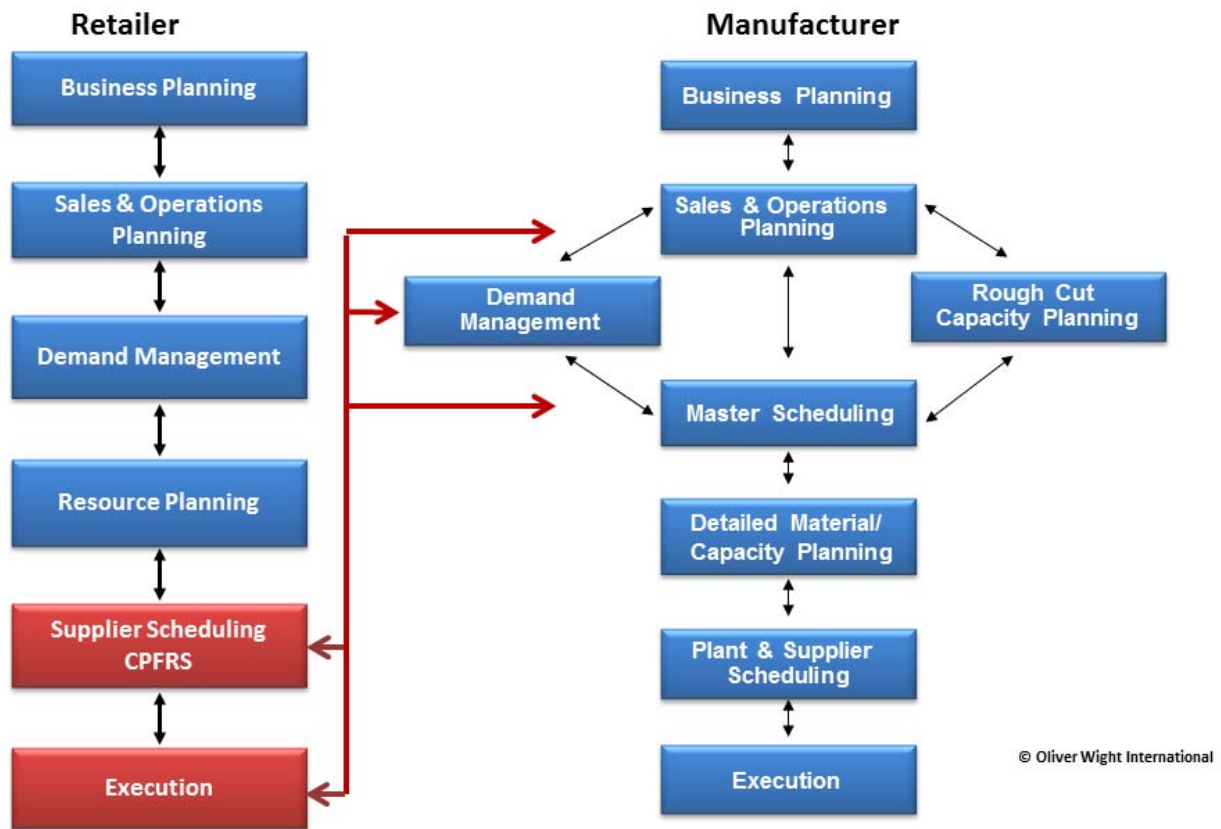 Retailer
Business Planning
Sales & Operations
Planning
Demand Management
Resource Planning
Supplier Scheduling
CPFRS
Execution
Manufacturer
Business Planning
Sales & Operations
Planning
Demand
Management
Rough Cut
Capacity Planning
Master Scheduling
Detailed Material/
Capacity Planning
Plant & Supplier
Scheduling
Execution
© Oliver Wight International